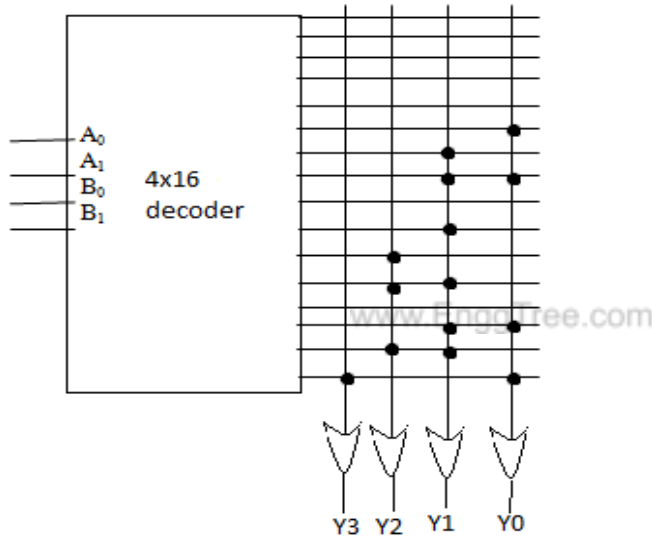 A₀
A₁
B₀
B₁
4x16
decoder
www.EnggTree.com
Y3 Y2 Y1 Y0